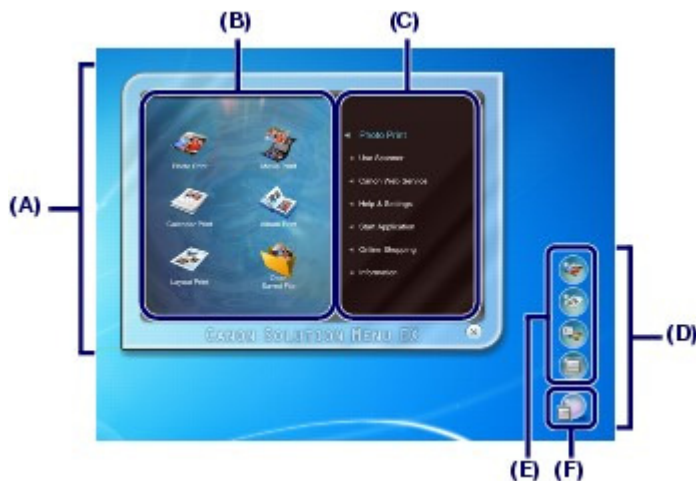 (B)
(C)
(A)
Photo Print
Movie Print
Calendar Print
Album Print
Layout Print
Open
Saved File
Photo Print
Use Scanner
Canon Web Service
Help & Settings
Start Application
Online Shopping
Information
CANON SOLUTION MENU EX
(D)
(E)
(F)